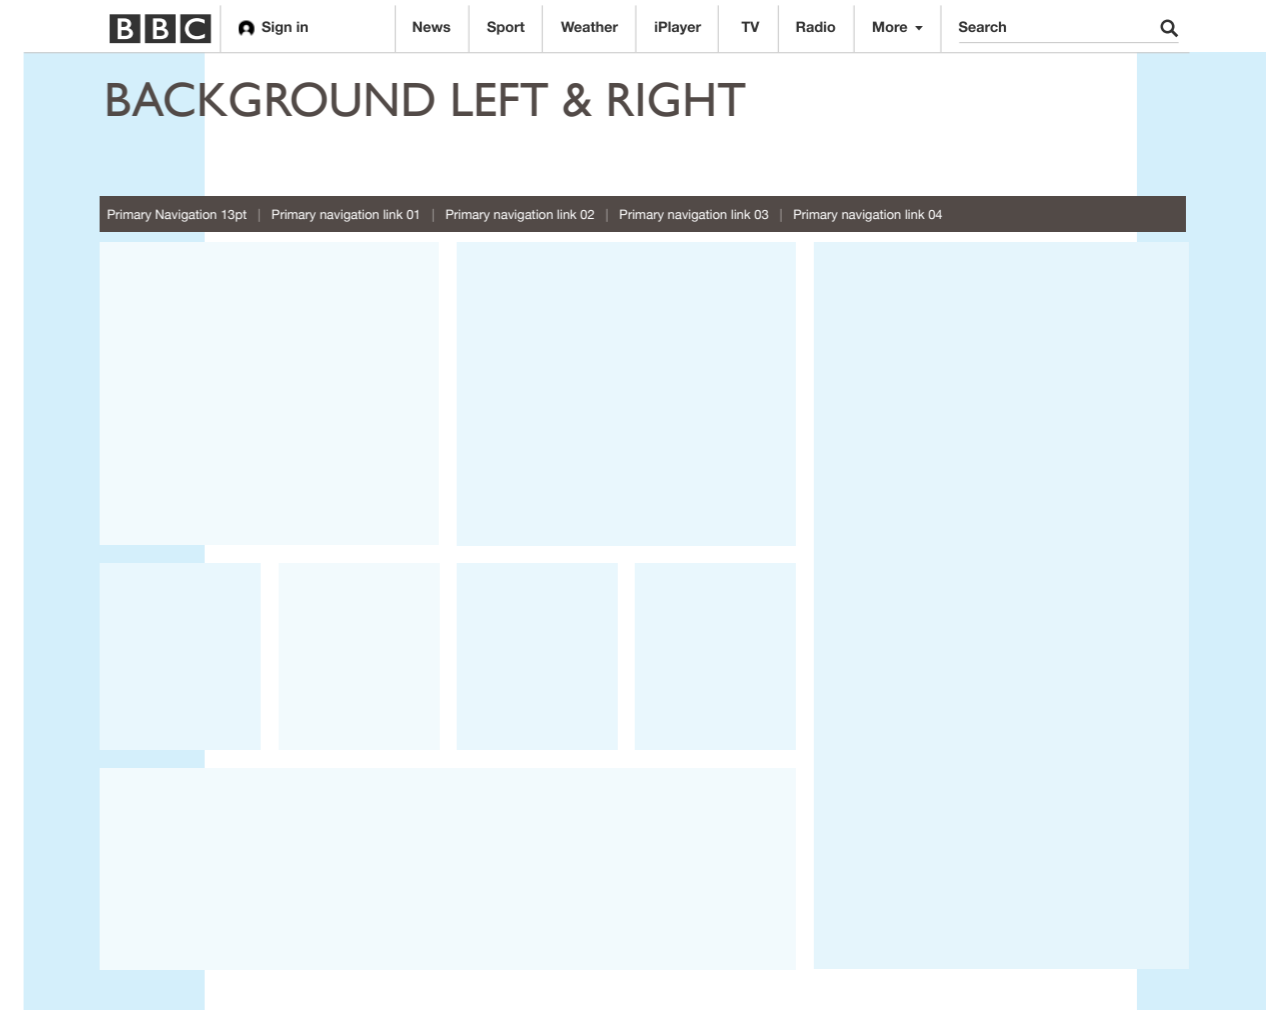 BBC Sign in News Sport Weather iPlayer TV Radio More Search
BACKGROUND LEFT & RIGHT
Primary Navigation 13pt | Primary navigation link 01 | Primary navigation link 02 | Primary navigation link 03 | Primary navigation link 04